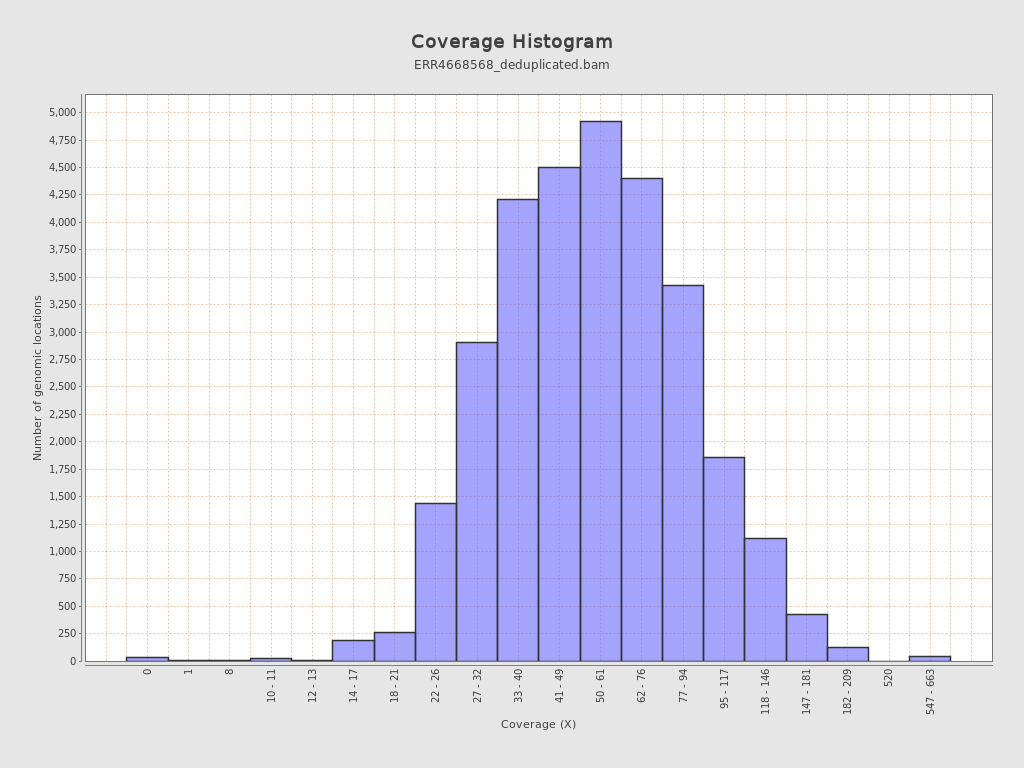 Coverage Histogram
ERR4668568_deduplicated.bam
Number of genomic locations
5,000
4,750
4,500
4,250
4,000
3,750
3,500
3,250
3,000
2,750
2,500
2,250
2,000
1,750
1,500
1,250
1,000
750
500
250
0
0
1
8
10 - 11
12 - 13
14 - 17
18 - 21
22 - 26
27 - 32
33 - 40
41 - 49
50 - 61
62 - 76
77 - 94
95 - 117
118 - 146
147 - 181
182 - 209
520
547 - 663
Coverage (X)